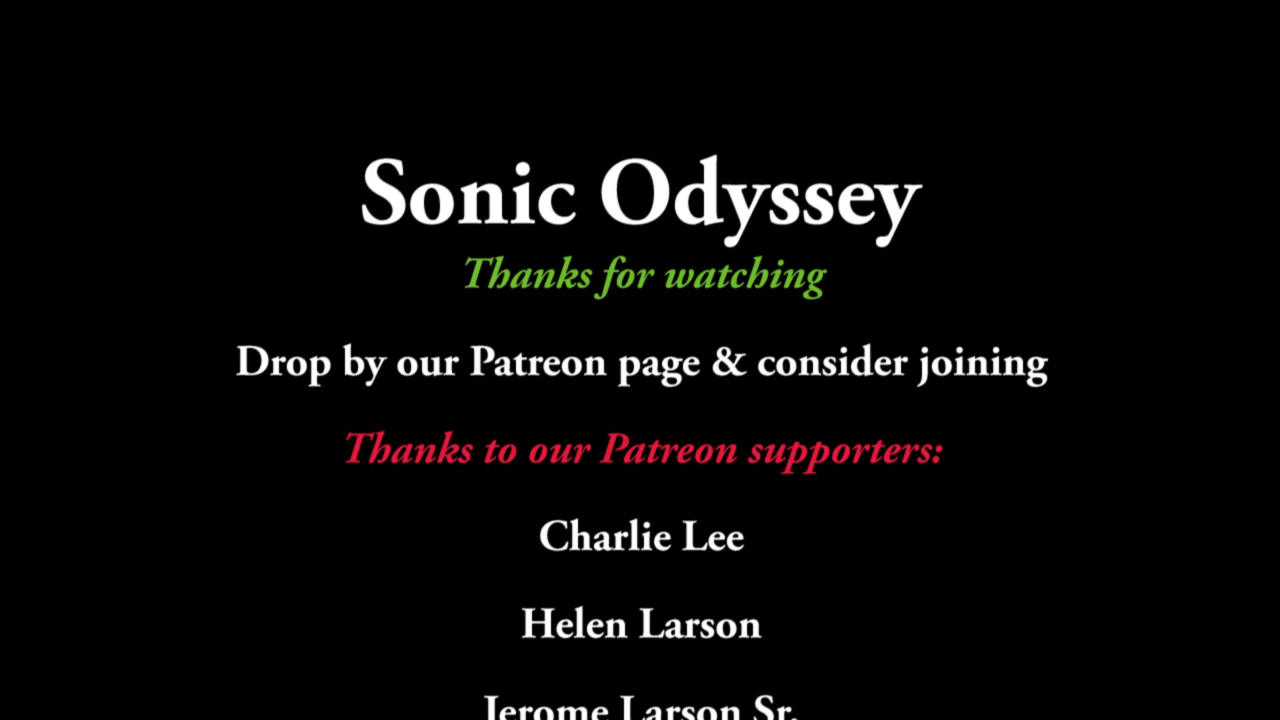 Sonic Odyssey
Thanks for watching
Drop by our Patreon page & consider joining
Thanks to our Patreon supporters:
Charlie Lee
Helen Larson
Jerome Larson Sr.